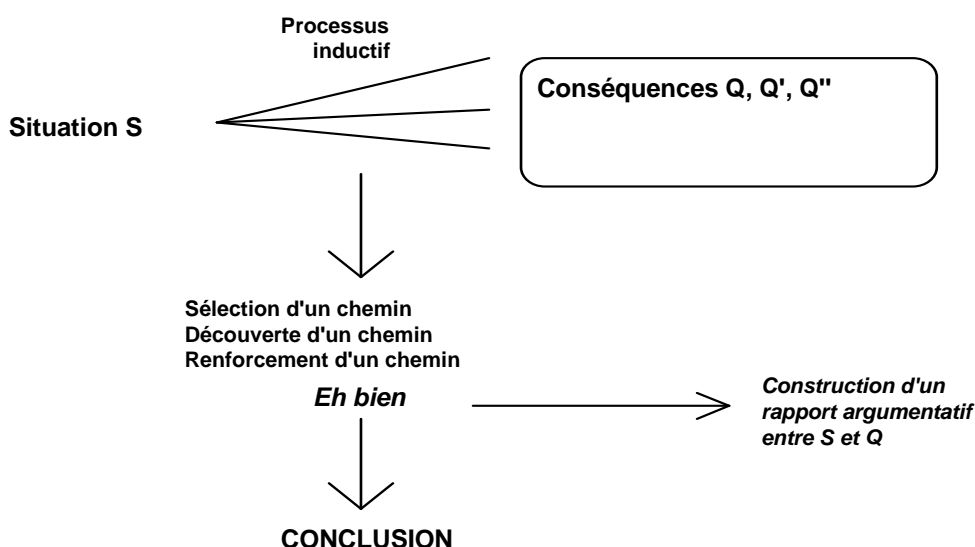 Processus
inductif
Conséquences Q, Q', Q"
Situation S
Sélection d'un chemin
Découverte d'un chemin
Renforcement d'un chemin
Eh bien
Construction d'un
rapport argumentatif
entre S et Q
CONCLUSION